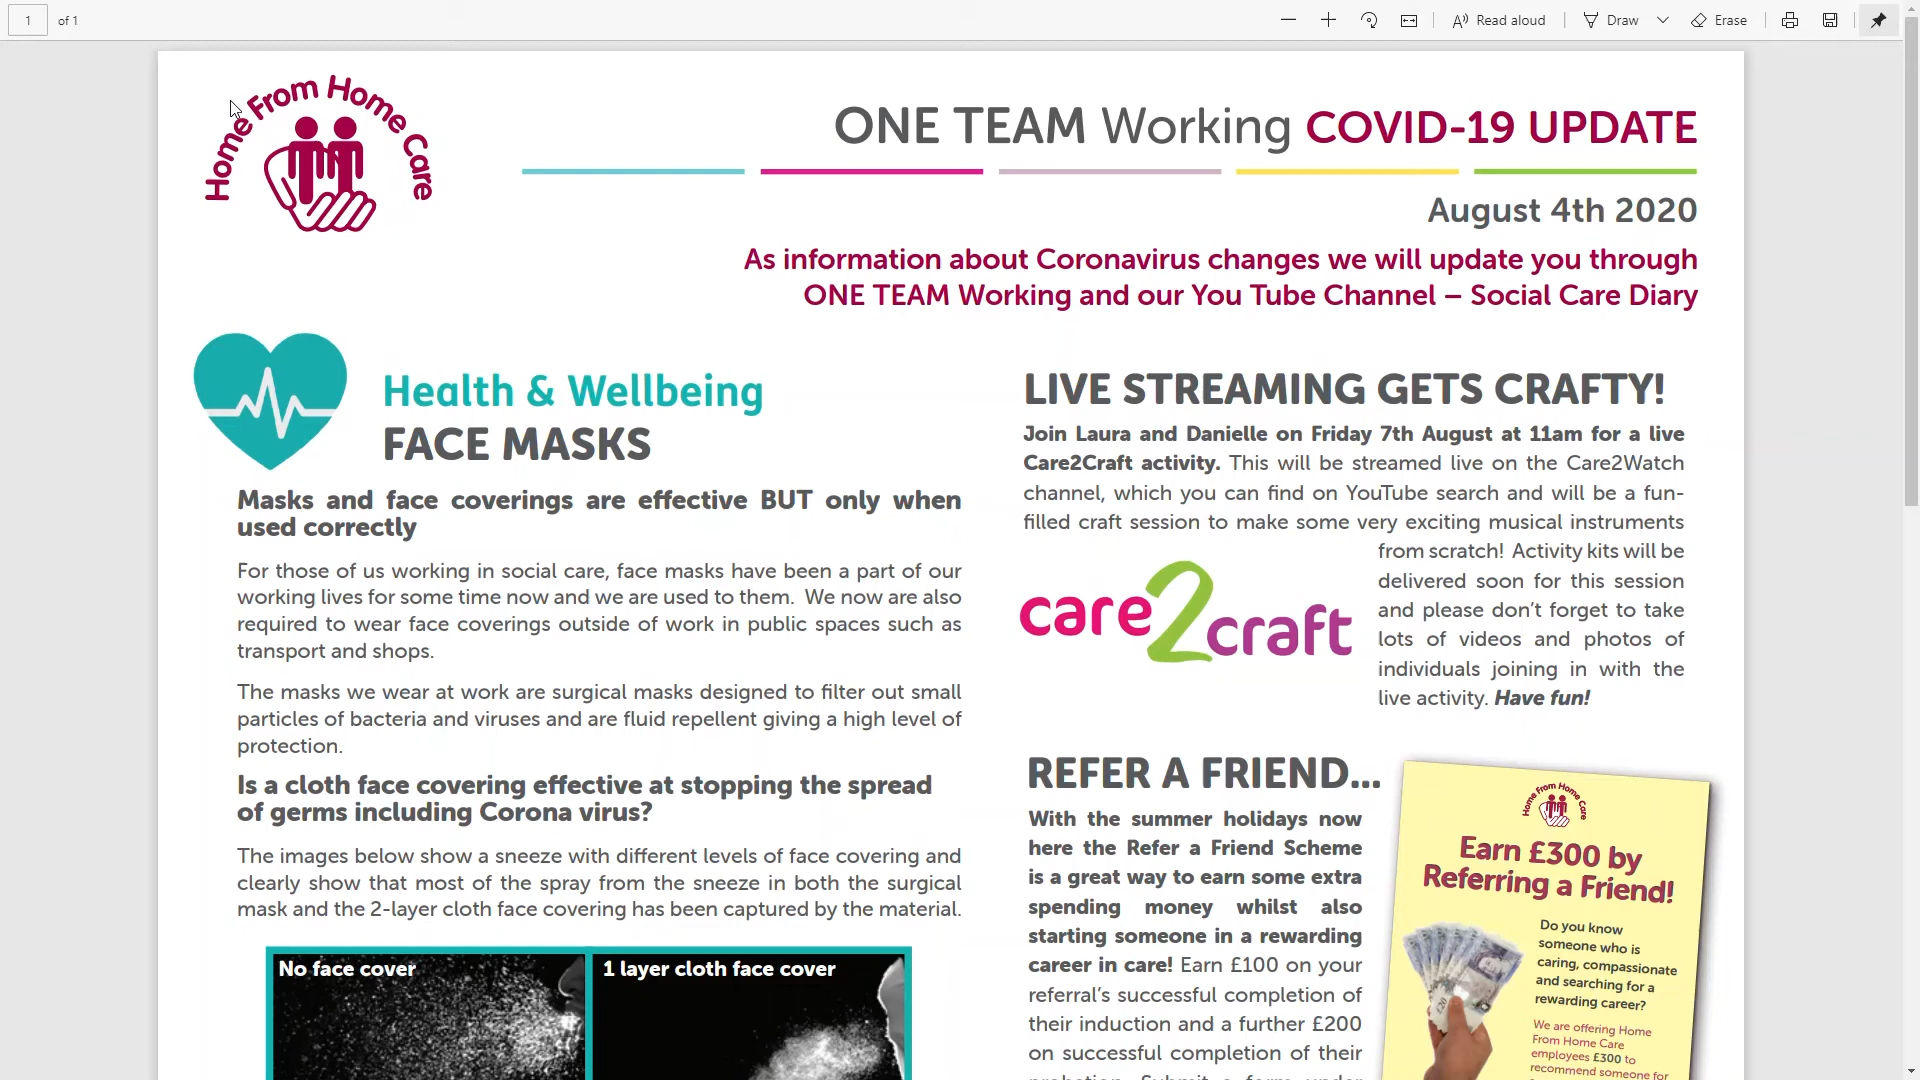 1
of 1
Read aloud
Draw
Erase
Home From Home Care
ONE TEAM Working COVID-19 UPDATE
August 4th 2020
As information about Coronavirus changes we will update you through
ONE TEAM Working and our You Tube Channel – Social Care Diary
Health & Wellbeing
FACE MASKS
Masks and face coverings are effective BUT only when
used correctly
For those of us working in social care, face masks have been a part of our
working lives for some time now and we are used to them. We now are also
required to wear face coverings outside of work in public spaces such as
transport and shops.
The masks we wear at work are surgical masks designed to filter out small
particles of bacteria and viruses and are fluid repellent giving a high level of
protection.
Is a cloth face covering effective at stopping the spread
of germs including Corona virus?
The images below show a sneeze with different levels of face covering and
clearly show that most of the spray from the sneeze in both the surgical
mask and the 2-layer cloth face covering has been captured by the material.
No face cover
1 layer cloth face cover
LIVE STREAMING GETS CRAFTY!
Join Laura and Danielle on Friday 7th August at 11am for a live
Care2Craft activity. This will be streamed live on the Care2Watch
channel, which you can find on YouTube search and will be a fun-
filled craft session to make some very exciting musical instruments
from scratch! Activity kits will be
delivered soon for this session
and please don't forget to take
lots of videos and photos of
individuals joining in with the
live activity. Have fun!
care2craft
REFER A FRIEND...
With the summer holidays now
here the Refer a Friend Scheme
is a great way to earn some extra
spending money whilst also
starting someone in a rewarding
career in care! Earn £100 on your
referral's successful completion of
their induction and a further £200
on successful completion of their
probation. Submit a form under
Home From Home Care
Earn £300 by
Referring a Friend!
Do you know
someone who is
caring, compassionate
and searching for a
rewarding career?
We are offering Home
From Home Care
employees £300 to
recommend someone for
£20